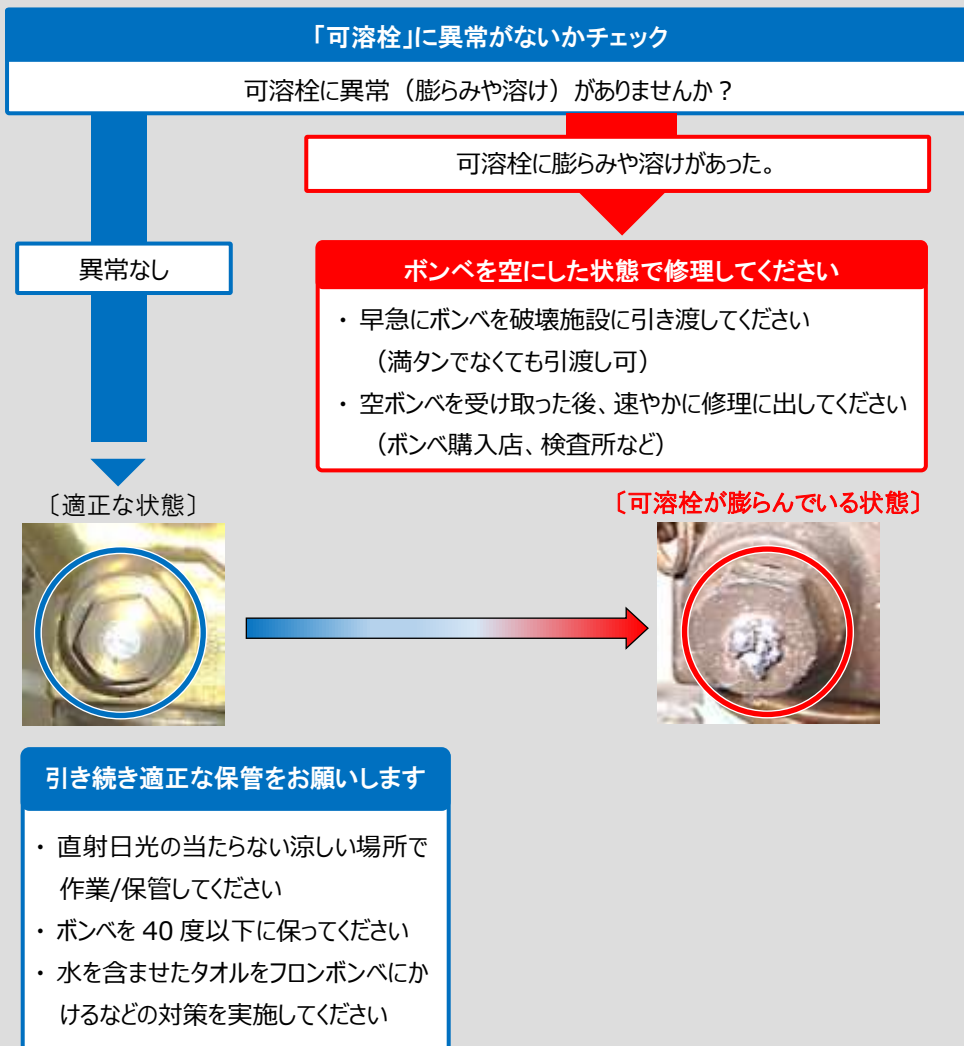 「可溶栓」に異常がないかチェック
可溶栓に異常（膨らみや溶け）がありませんか？
可溶栓に膨らみや溶けがあった。
異常なし
ボンベを空にした状態で修理してください
・ 早急にボンベを破壊施設に引き渡してください
（満タンでなくても引渡し可）
・ 空ボンベを受け取った後、速やかに修理に出してください
（ボンベ購入店、検査所など）
〔適正な状態〕
〔可溶栓が膨らんでいる状態〕
引き続き適正な保管をお願いします
・ 直射日光の当たらない涼しい場所で
作業/保管してください
・ ボンベを 40 度以下に保ってください
・ 水を含ませたタオルをフロンボンベにか
けるなどの対策を実施してください